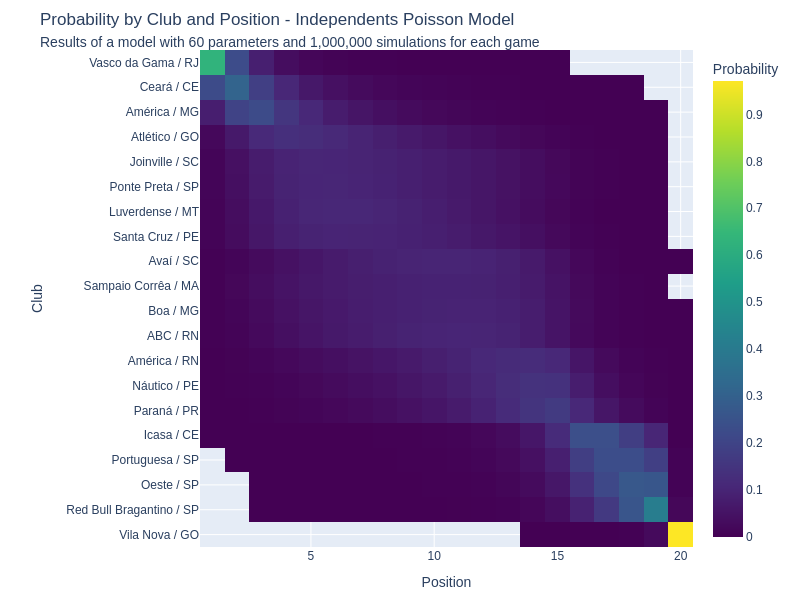 Probability by Club and Position - Independents Poisson Model
Results of a model with 60 parameters and 1,000,000 simulations for each game
Probability
Club
Vasco da Gama / RJ
Ceará / CE
América / MG
Atlético / GO
Joinville / SC
Ponte Preta / SP
Luverdense / MT
Santa Cruz / PE
Avaí / SC
Sampaio Corrêa / MA
Boa / MG
ABC / RN
América / RN
Náutico / PE
Paraná / PR
Icasa / CE
Portuguesa / SP
Oeste / SP
Red Bull Bragantino / SP
Vila Nova / GO
0.9
0.8
0.7
0.6
0.5
0.4
0.3
0.2
0.1
0
5
10
15
20
Position